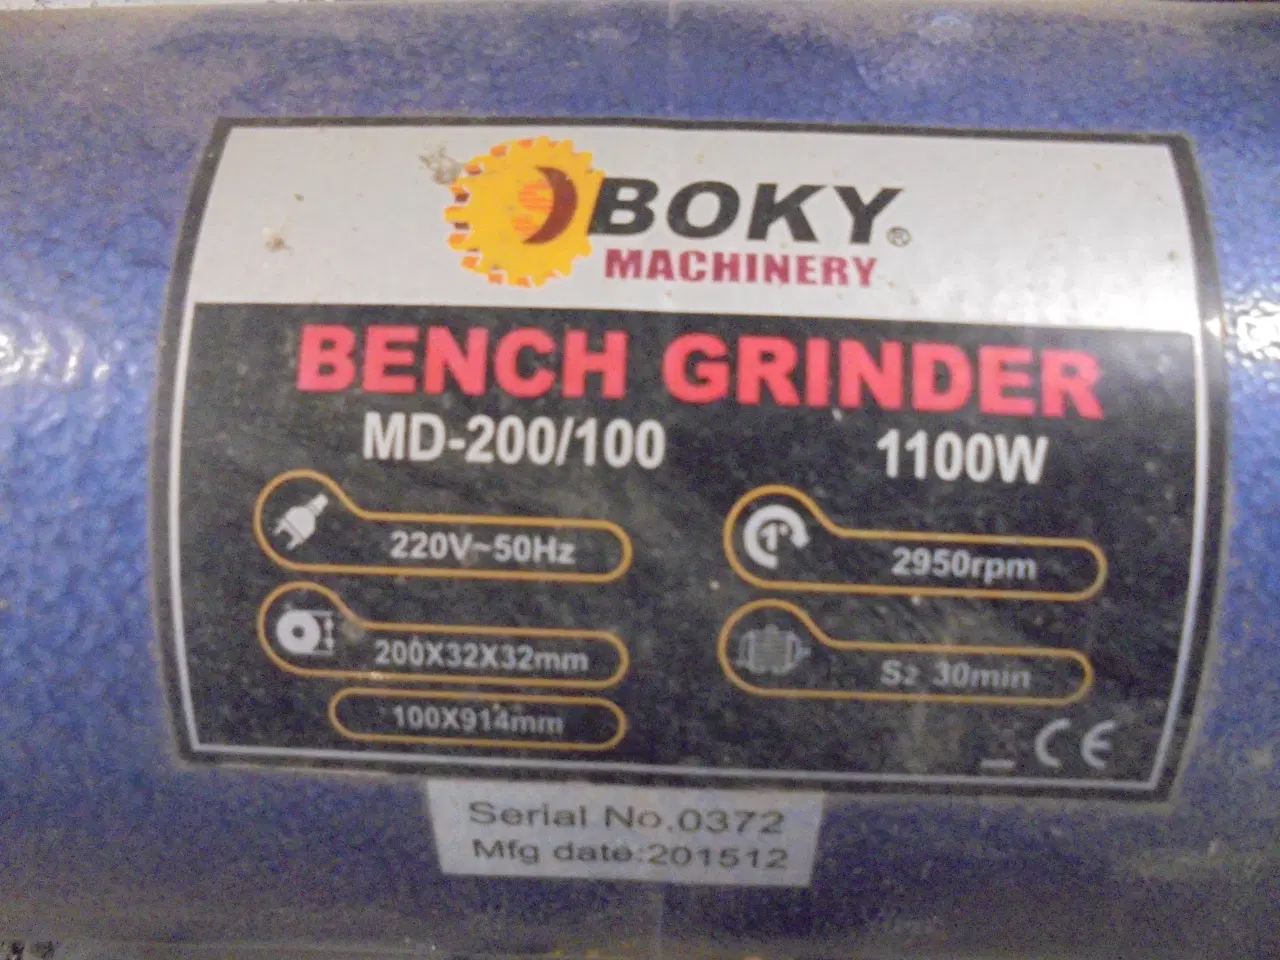 BOKY®
MACHINERY
BENCH GRINDER
MD-200/100 1100W
220V~50Hz
1°
2950rpm
200X32X32mm
S2 30min
100X914mm
CE
Serial No.0372
Mfg date:201512